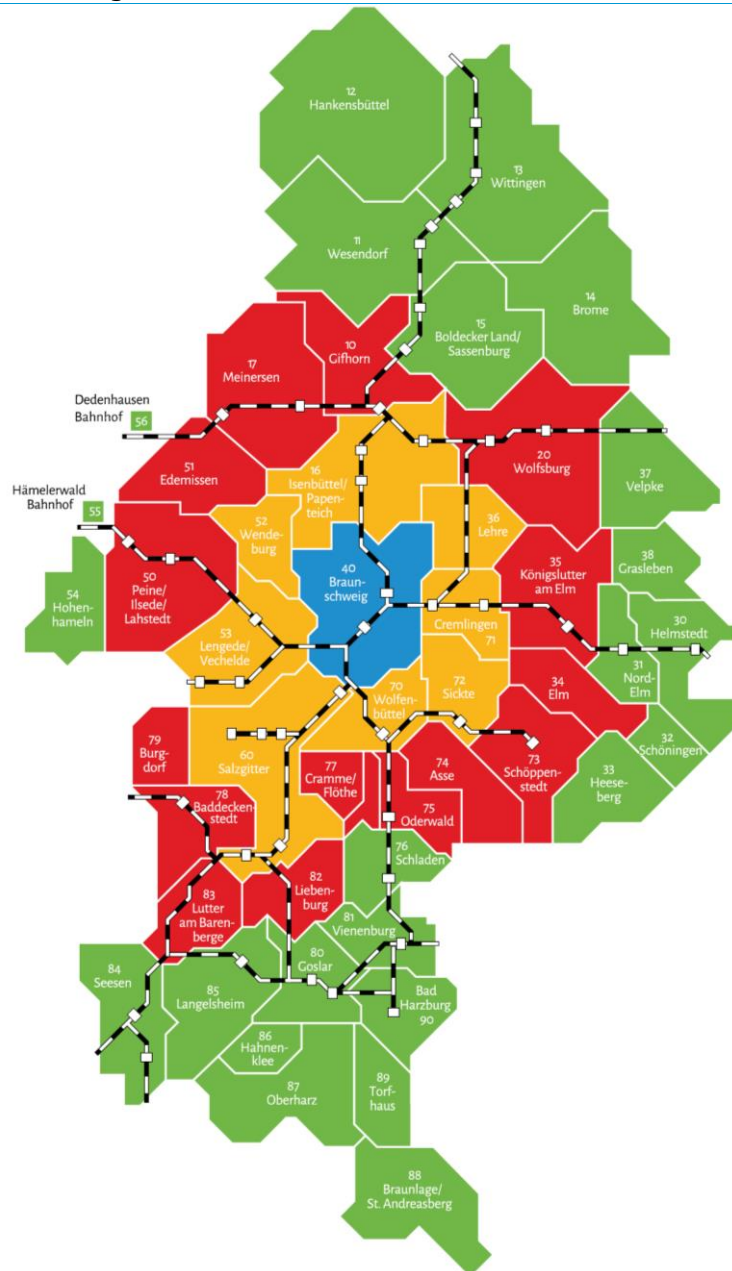 12
Hankensbüttel
13
Wittingen
11
Wesendorf
14
Brome
15
Boldecker Land/
Sassenburg
10
Gifhorn
17
Meinersen
Dedenhausen
Bahnhof
56
20
Wolfsburg
51
Edemissen
16
Isenbüttel/
Papen-
teich
37
Velpke
Hämelerwald
Bahnhof
55
52
Wende-
burg
36
Lehre
38
Grasleben
54
Hohen-
hameln
50
Peine/
Ilsede/
Lahstedt
40
Braun-
schweig
35
Königslutter
am Elm
30
Helmstedt
53
Lengede/
Vechelde
Cremlingen
71
31
Nord-
Elm
70
Wolfen-
büttel
72
Sickte
34
Elm
32
Schöningen
79
Burg-
dorf
60
Salzgitter
77
Cramme/
Flöthe
74
Asse
73
Schöppen-
stedt
33
Heese-
berg
78
Baddecken-
stedt
75
Oderwald
76
Schladen
83
Lutter
am Baren-
berge
82
Lieben-
burg
81
Vienenburg
84
Seesen
85
Langelsheim
80
Goslar
Bad
Harzburg
90
86
Hahnen-
klee
87
Oberharz
89
Torf-
haus
88
Braunlage/
St. Andreasberg